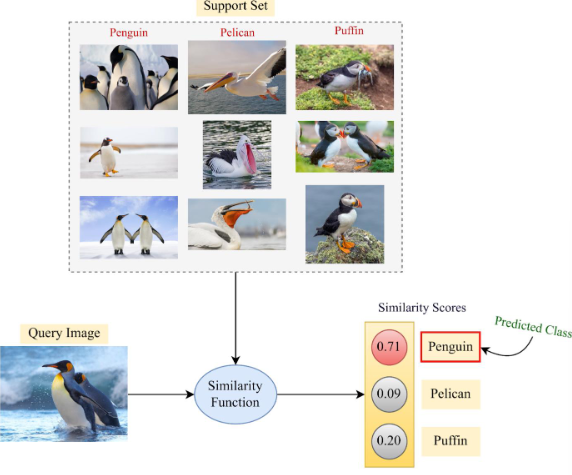 Support Set
Penguin
Pelican
Puffin
Similarity Scores
Query Image
Similarity
Function
0.71
Penguin
Predicted Class
0.09
Pelican
0.20
Puffin